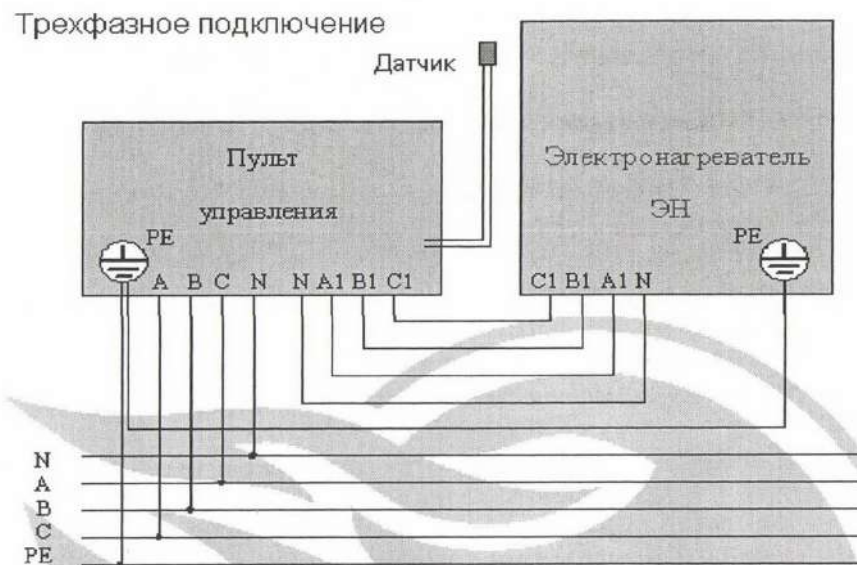 Трехфазное подключение
Датчик
Пульт
управления
PE
A B C N N A1 B1 C1
Электронагреватель
ЭН
PE
C1 B1 A1 N
N
A
B
C
PE